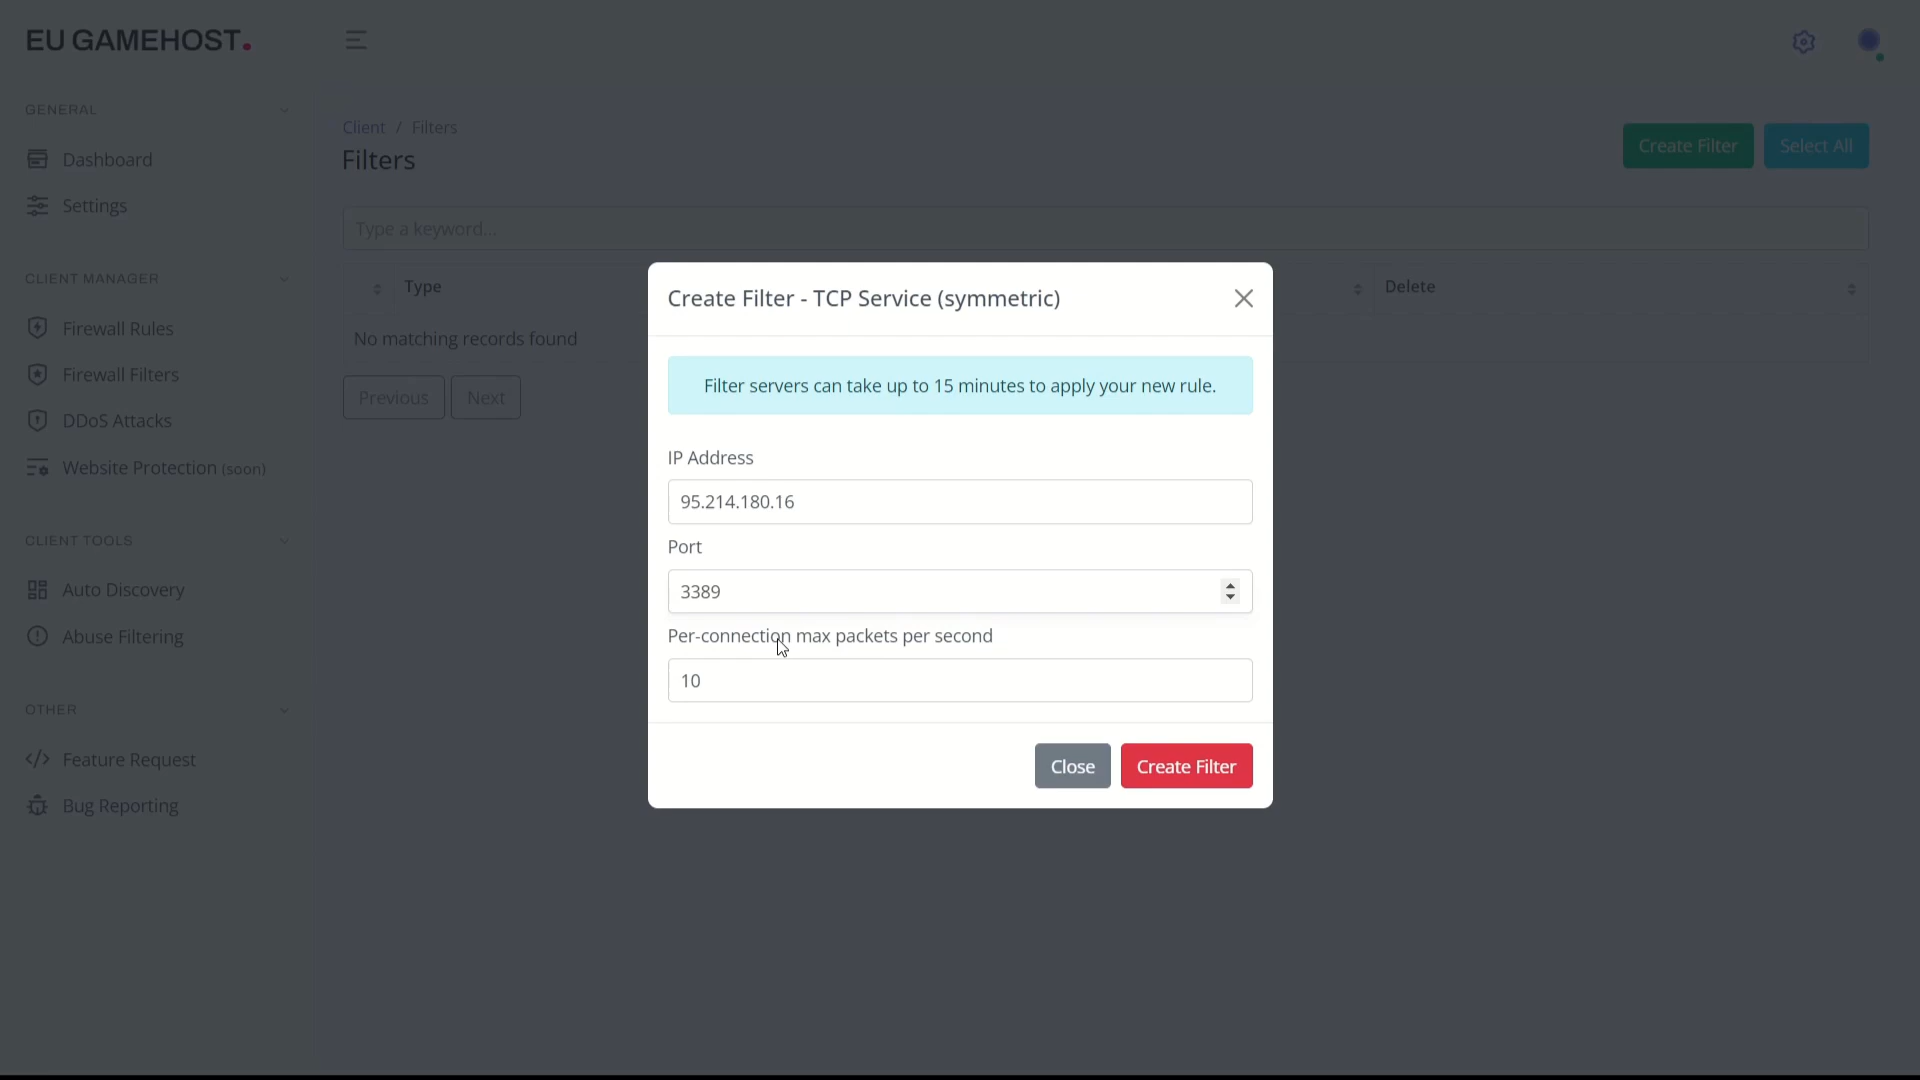 EU GAMEHOST.
GENERAL
Dashboard
Settings
CLIENT MANAGER
Firewall Rules
Firewall Filters
DDoS Attacks
Website Protection (soon)
CLIENT TOOLS
Auto Discovery
Abuse Filtering
OTHER
Feature Request
Bug Reporting
Client / Filters
Filters
Create Filter
Select All
Type a keyword...
Type
Delete
No matching records found
Previous
Next
Create Filter - TCP Service (symmetric)
Filter servers can take up to 15 minutes to apply your new rule.
IP Address
95.214.180.16
Port
3389
Per-connection max packets per second
10
Close
Create Filter